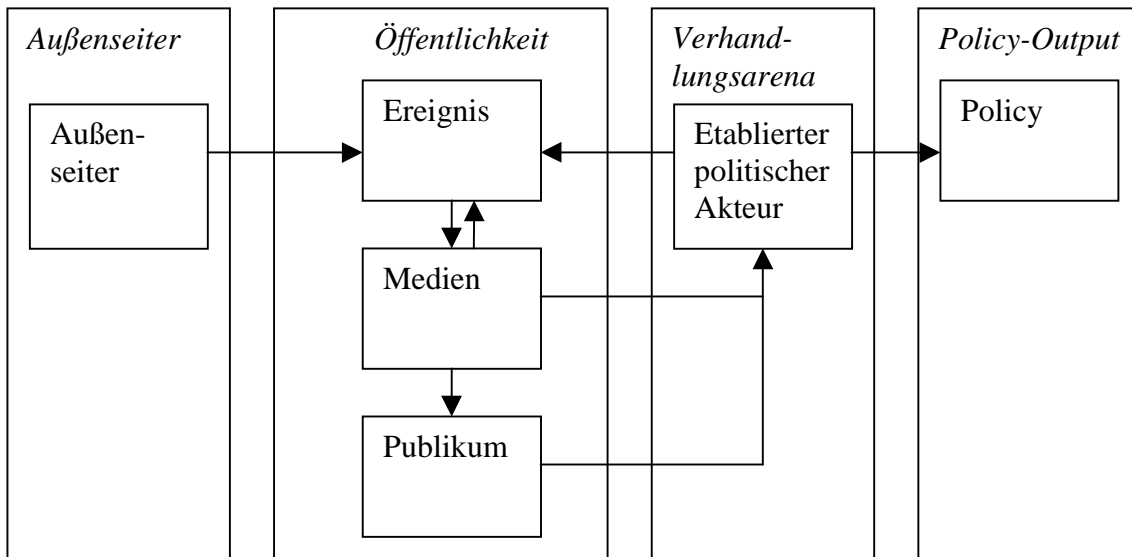 Außenseiter
Außen-
seiter
Öffentlichkeit
Ereignis
Medien
Publikum
Verhand-
lungsarena
Etablierter
politischer
Akteur
Policy-Output
Policy